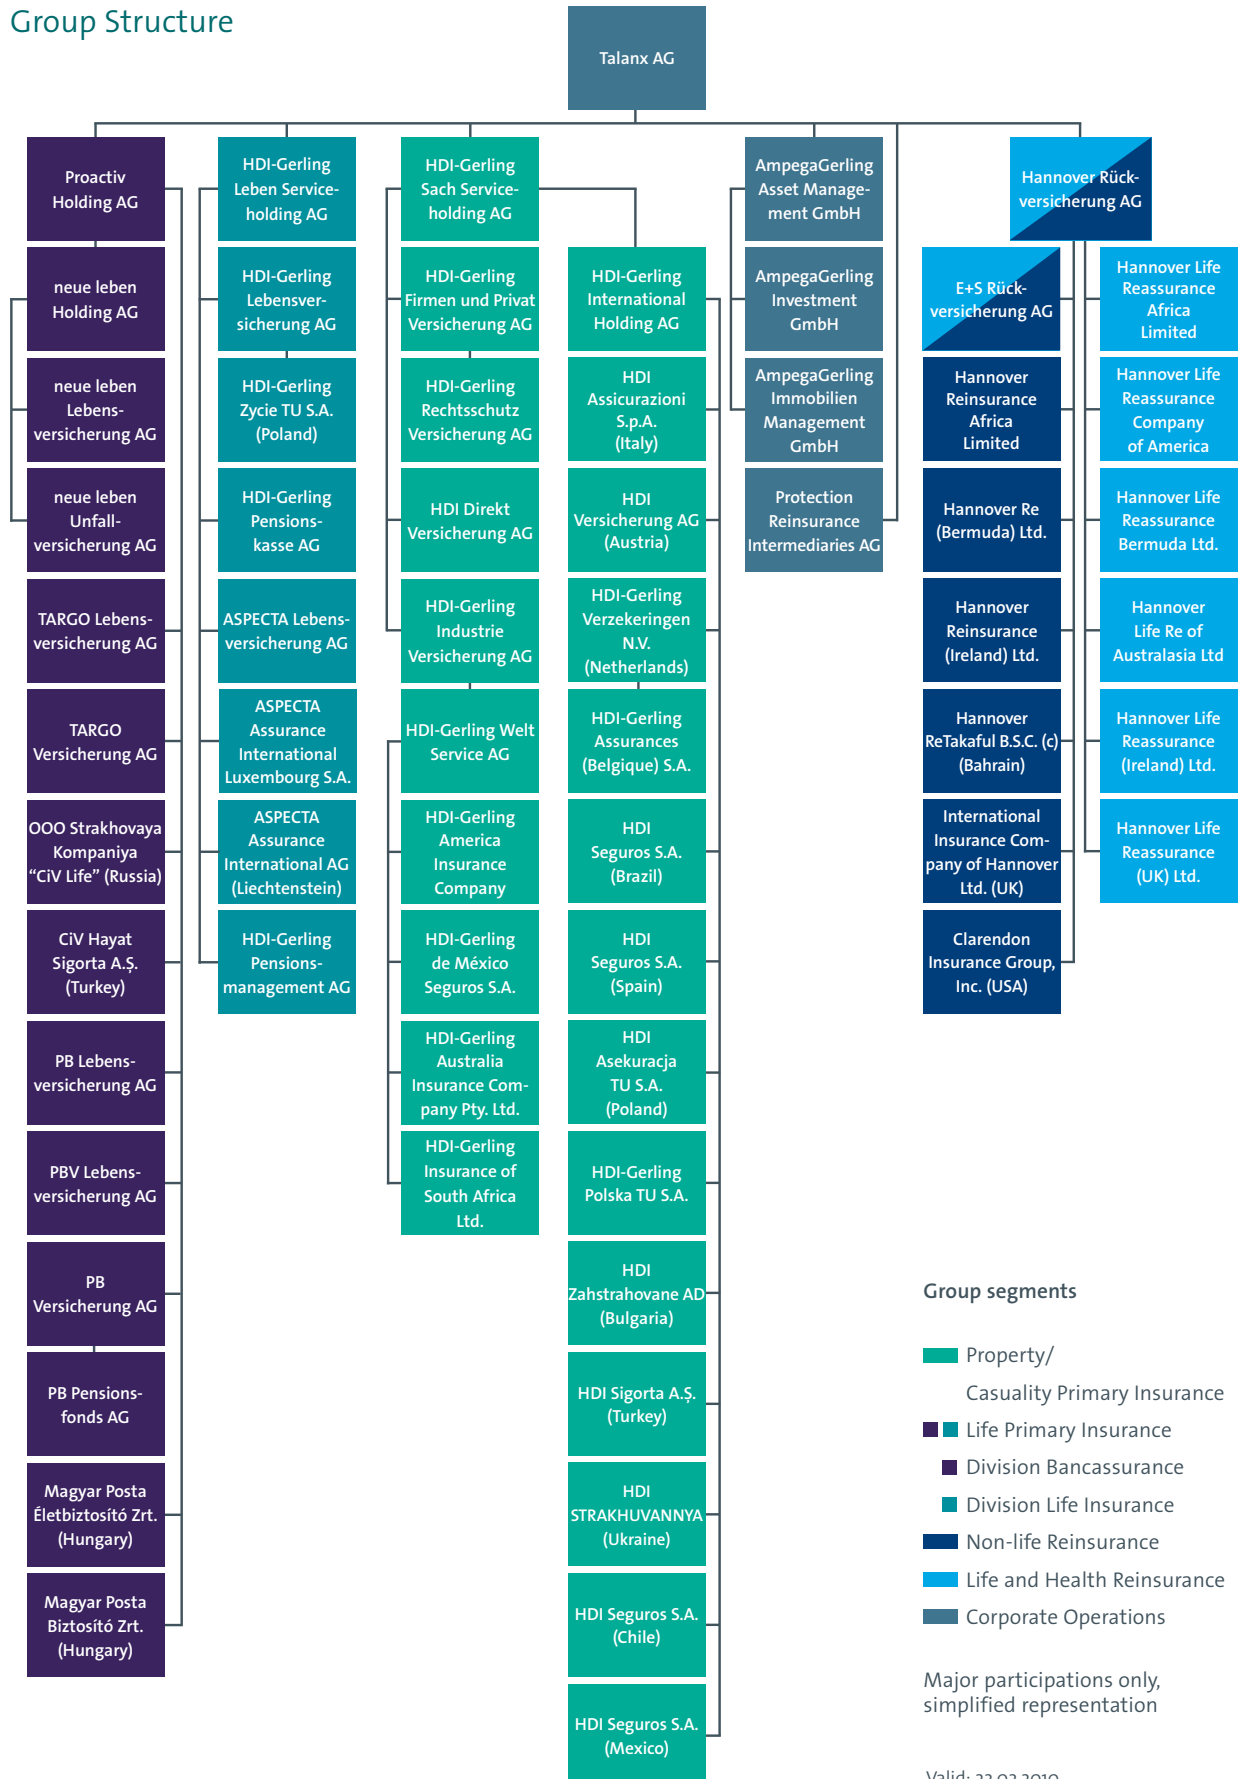 Group Structure
Talanx AG
Proactiv
Holding AG
neue leben
Holding AG
neue leben
Lebens-
versicherung AG
neue leben
Unfall-
versicherung AG
TARGO Lebens-
versicherung AG
TARGO
Versicherung AG
OOO Strakhovaya
Kompaniya
“CiV Life” (Russia)
CiV Hayat
Sigorta A.Ş.
(Turkey)
PB Lebens-
versicherung AG
PBV Lebens-
versicherung AG
PB
Versicherung AG
PB Pensions-
fonds AG
Magyar Posta
Életbiztosító Zrt.
(Hungary)
Magyar Posta
Biztosító Zrt.
(Hungary)
HDI-Gerling
Leben Service-
holding AG
HDI-Gerling
Lebensver-
sicherung AG
HDI-Gerling
Zycie TU S.A.
(Poland)
HDI-Gerling
Pensions-
kasse AG
ASPECTA Lebens-
versicherung AG
ASPECTA
Assurance
International
Luxembourg S.A.
ASPECTA
Assurance
International AG
(Liechtenstein)
HDI-Gerling
Pensions-
management AG
HDI-Gerling
Sach Service-
holding AG
HDI-Gerling
Firmen und Privat
Versicherung AG
HDI-Gerling
Rechtsschutz
Versicherung AG
HDI Direkt
Versicherung AG
HDI-Gerling
Industrie
Versicherung AG
HDI-Gerling Welt
Service AG
HDI-Gerling
America
Insurance
Company
HDI-Gerling
de México
Seguros S.A.
HDI-Gerling
Australia
Insurance Com-
pany Pty. Ltd.
HDI-Gerling
Insurance of
South Africa
Ltd.
HDI-Gerling
International
Holding AG
HDI
Assicurazioni
S.p.A.
(Italy)
HDI
Versicherung AG
(Austria)
HDI-Gerling
Verzekeringen
N.V.
(Netherlands)
HDI-Gerling
Assurances
(Belgique) S.A.
HDI
Seguros S.A.
(Brazil)
HDI
Seguros S.A.
(Spain)
HDI
Asekuracja
TU S.A.
(Poland)
HDI-Gerling
Polska TU S.A.
HDI
Zahstrahovane AD
(Bulgaria)
HDI Sigorta A.Ş.
(Turkey)
HDI
STRAKHUVANNYA
(Ukraine)
HDI Seguros S.A.
(Chile)
HDI Seguros S.A.
(Mexico)
AmpegaGerling
Asset Manage-
ment GmbH
AmpegaGerling
Investment
GmbH
AmpegaGerling
Immobilien
Management
GmbH
Protection
Reinsurance
Intermediaries AG
Hannover Rück-
versicherung AG
E+S Rück-
versicherung AG
Hannover
Reinsurance
Africa
Limited
Hannover Re
(Bermuda) Ltd.
Hannover
Reinsurance
(Ireland) Ltd.
Hannover
ReTakaful B.S.C. (c)
(Bahrain)
International
Insurance Com-
pany of Hannover
Ltd. (UK)
Clarendon
Insurance Group,
Inc. (USA)
Hannover Life
Reassurance
Africa
Limited
Hannover Life
Reassurance
Company
of America
Hannover Life
Reassurance
Bermuda Ltd.
Hannover
Life Re of
Australasia Ltd
Hannover Life
Reassurance
(Ireland) Ltd.
Hannover Life
Reassurance
(UK) Ltd.
Group segments
Property/
Casuality Primary Insurance
Life Primary Insurance
Division Bancassurance
Division Life Insurance
Non-life Reinsurance
Life and Health Reinsurance
Corporate Operations
Major participations only,
simplified representation
Valid: